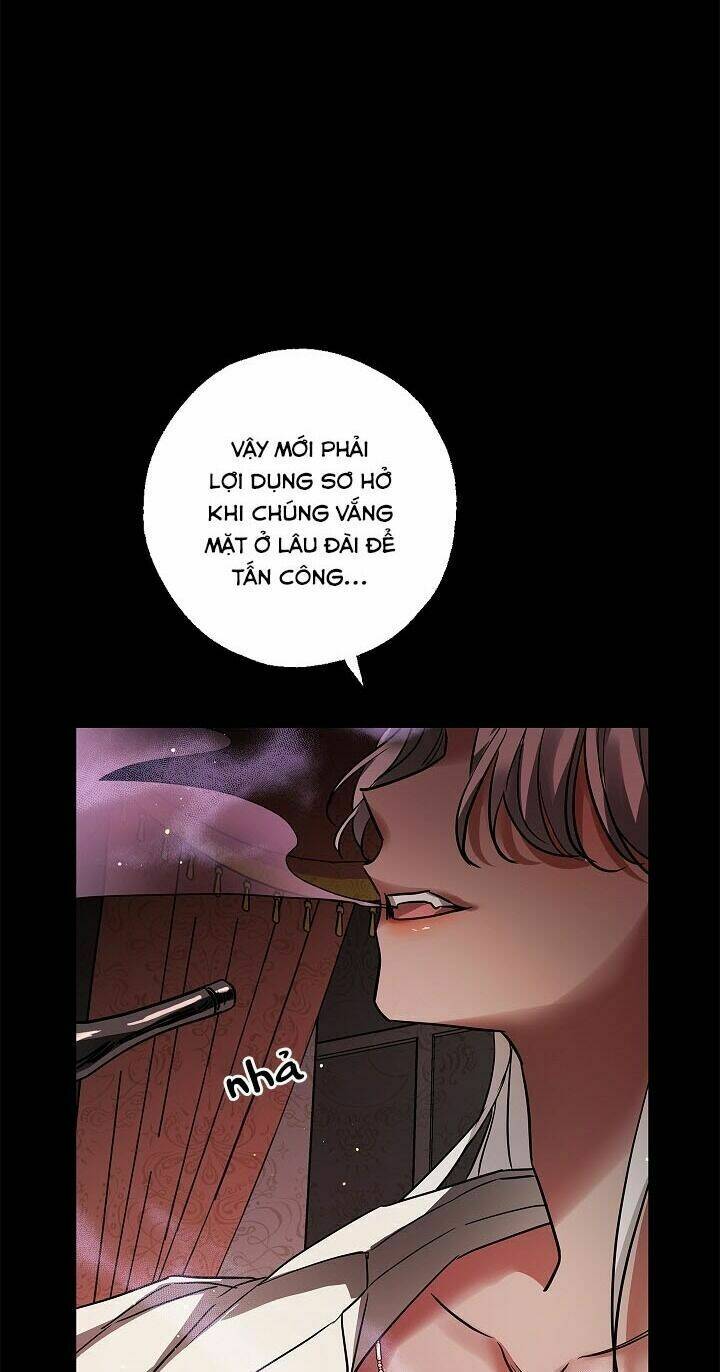 VẬY MỚI PHẢI
LỢI DỤNG SƠ HỞ
KHI CHÚNG VẮNG
MẶT Ở LÂU ĐÀI ĐỂ
TẤN CÔNG...
nhả